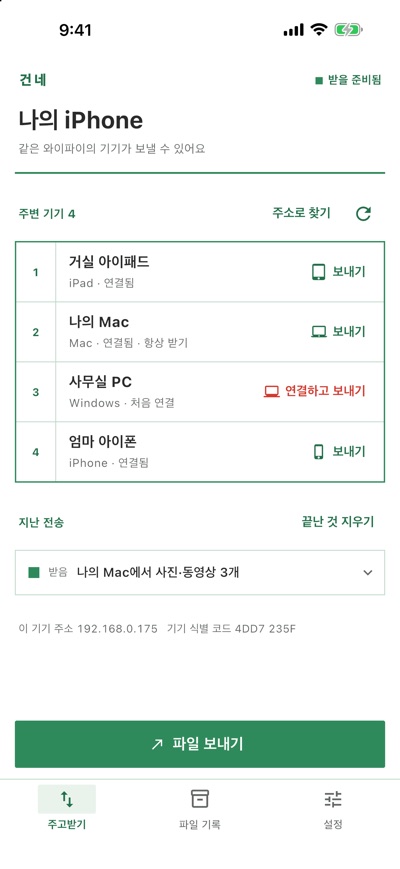 9:41
건네
받을 준비됨
나의 iPhone
같은 와이파이의 기기가 보낼 수 있어요
주변 기기 4
주소로 찾기
1
거실 아이패드
iPad · 연결됨
보내기
2
나의 Mac
Mac · 연결됨 · 항상 받기
보내기
3
사무실 PC
Windows · 처음 연결
연결하고 보내기
4
엄마 아이폰
iPhone · 연결됨
보내기
지난 전송
끝난 것 지우기
받음 나의 Mac에서 사진·동영상 3개
이 기기 주소 192.168.0.175 기기 식별 코드 4DD7 235F
파일 보내기
주고받기
파일 기록
설정